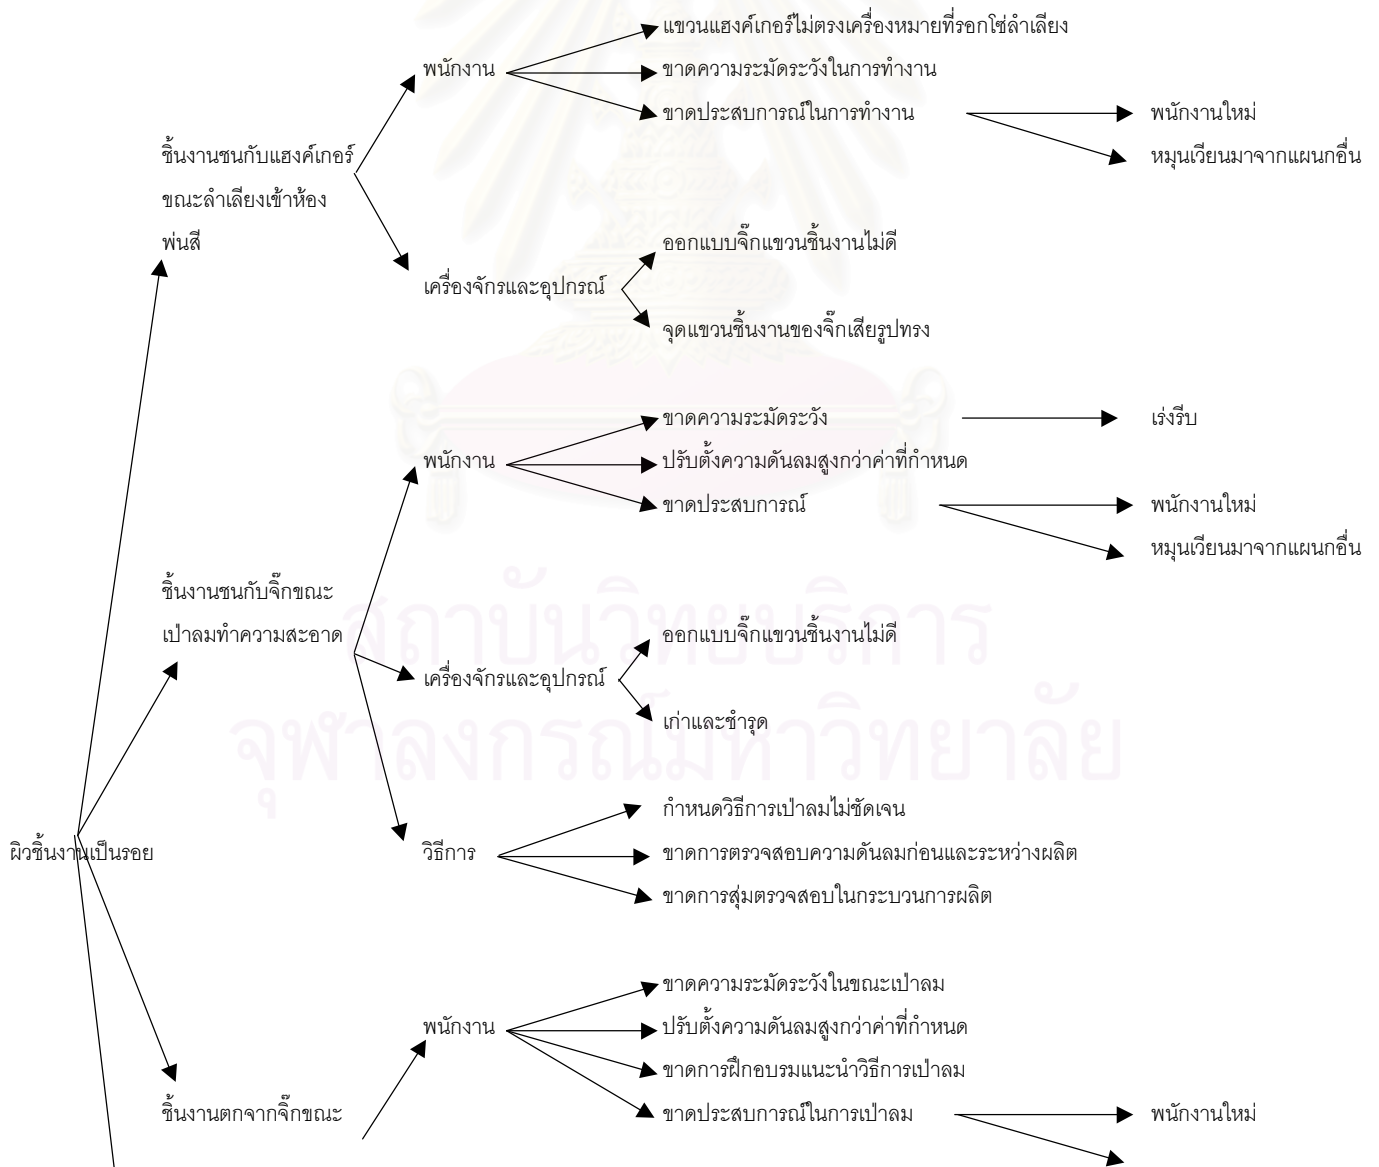 แขวนแฮงค์เกอร์ไม่ตรงเครื่องหมายที่รอกโซ่ลำเลียง
พนักงาน
ขาดความระมัดระวังในการทำงาน
ขาดประสบการณ์ในการทำงาน
พนักงานใหม่
ชิ้นงานชนกับแฮงค์เกอร์
หมุนเวียนมาจากแผนกอื่น
ขณะลำเลียงเข้าห้อง
พ่นสี
ออกแบบจิ๊กแขวนชิ้นงานไม่ดี
เครื่องจักรและอุปกรณ์
จุดแขวนชิ้นงานของจิ๊กเสียรูปทรง
ขาดความระมัดระวัง
เร่งรีบ
พนักงาน
ปรับตั้งความดันลมสูงกว่าค่าที่กำหนด
ขาดประสบการณ์
พนักงานใหม่
หมุนเวียนมาจากแผนกอื่น
ชิ้นงานชนกับจิ๊กขณะ
เป่าลมทำความสะอาด
ออกแบบจิ๊กแขวนชิ้นงานไม่ดี
เครื่องจักรและอุปกรณ์
เก่าและชำรุด
กำหนดวิธีการเป่าลมไม่ชัดเจน
ผิวชิ้นงานเป็นรอย
วิธีการ
ขาดการตรวจสอบความดันลมก่อนและระหว่างผลิต
ขาดการสุ่มตรวจสอบในกระบวนการผลิต
ขาดความระมัดระวังในขณะเป่าลม
พนักงาน
ปรับตั้งความดันลมสูงกว่าค่าที่กำหนด
ขาดการฝึกอบรมแนะนำวิธีการเป่าลม
ชิ้นงานตกจากจิ๊กขณะ
ขาดประสบการณ์ในการเป่าลม
พนักงานใหม่
สถาบันวิทยบริการ
จุฬาลงกรณ์มหาวิทยาลัย